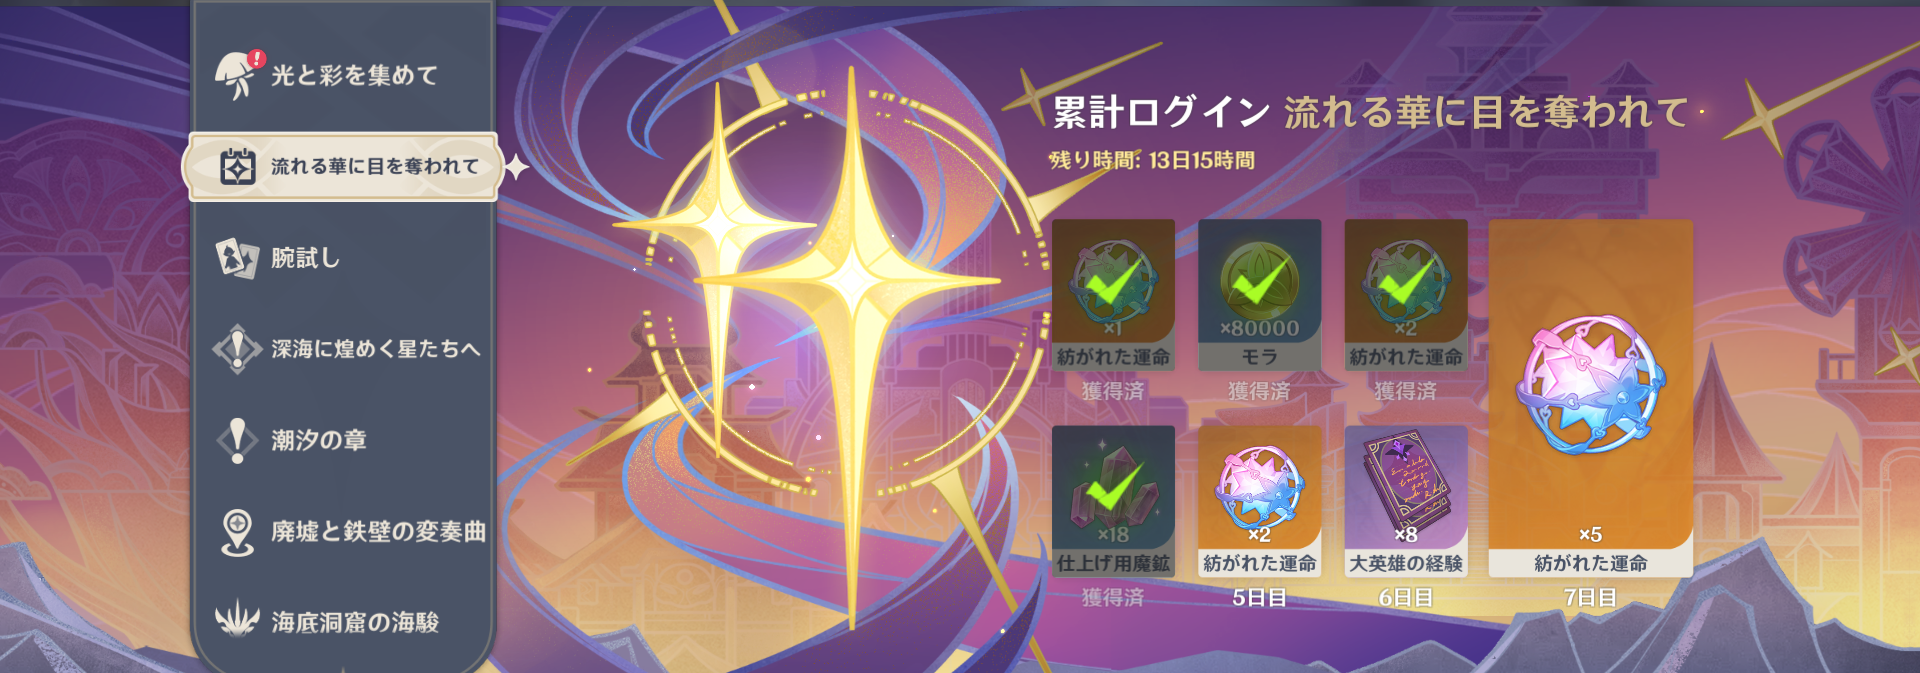 光と彩を集めて
流れる華に目を奪われて
腕試し
深海に煌めく星たちへ
潮汐の章
廃墟と鉄壁の変奏曲
海底洞窟の海駿
累計ログイン 流れる華に目を奪われて
残り時間: 13日15時間
×1
紡がれた運命
獲得済
×80000
モラ
獲得済
×2
紡がれた運命
獲得済
×18
仕上げ用魔鉱
獲得済
×2
紡がれた運命
5日目
×8
大英雄の経験
6日目
×5
紡がれた運命
7日目